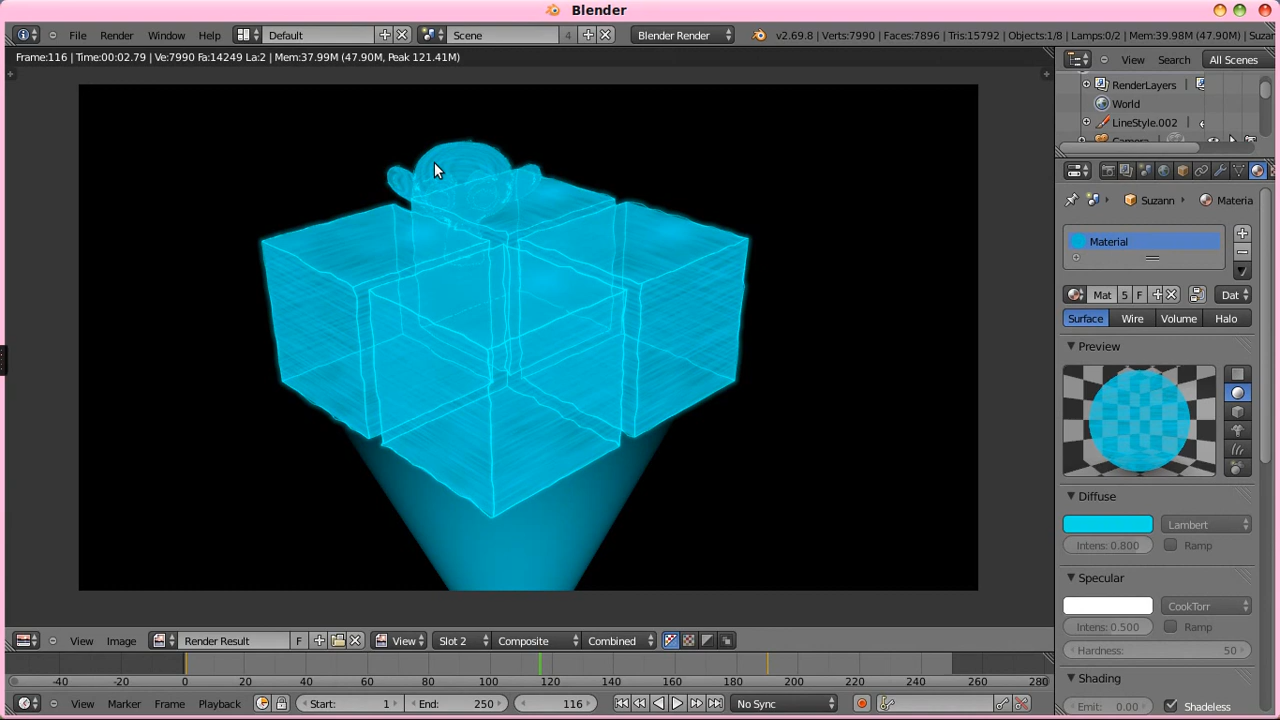 Blender
File Render Window Help Default Scene 4 Blender Render v2.69.8 | Verts:7990 | Faces:7896 | Tris:15792 | Objects:1/8 | Lamps:0/2 | Mem:39.98M (47.90M) | Suzan
Frame:116 | Time:00:02.79 | Ve:7990 Fa:14249 La:2 | Mem:37.99M (47.90M, Peak 121.41M)
View Search All Scenes
RenderLayers
World
LineStyle.002
Suzann Materia
Material
Mat 5 F Dat
Surface Wire Volume Halo
Preview
Diffuse
Lambert
Intens: 0.800 Ramp
Specular
CookTorr
Intens: 0.500 Ramp
Hardness: 50
Shading
Emit: 0.00 Shadeless
View Image Render Result F View Slot 2 Composite Combined
-40 -20 0 20 40 60 80 100 120 140 160 180 200 220 240 260 280
View Marker Frame Playback Start: 1 End: 250 116 No Sync